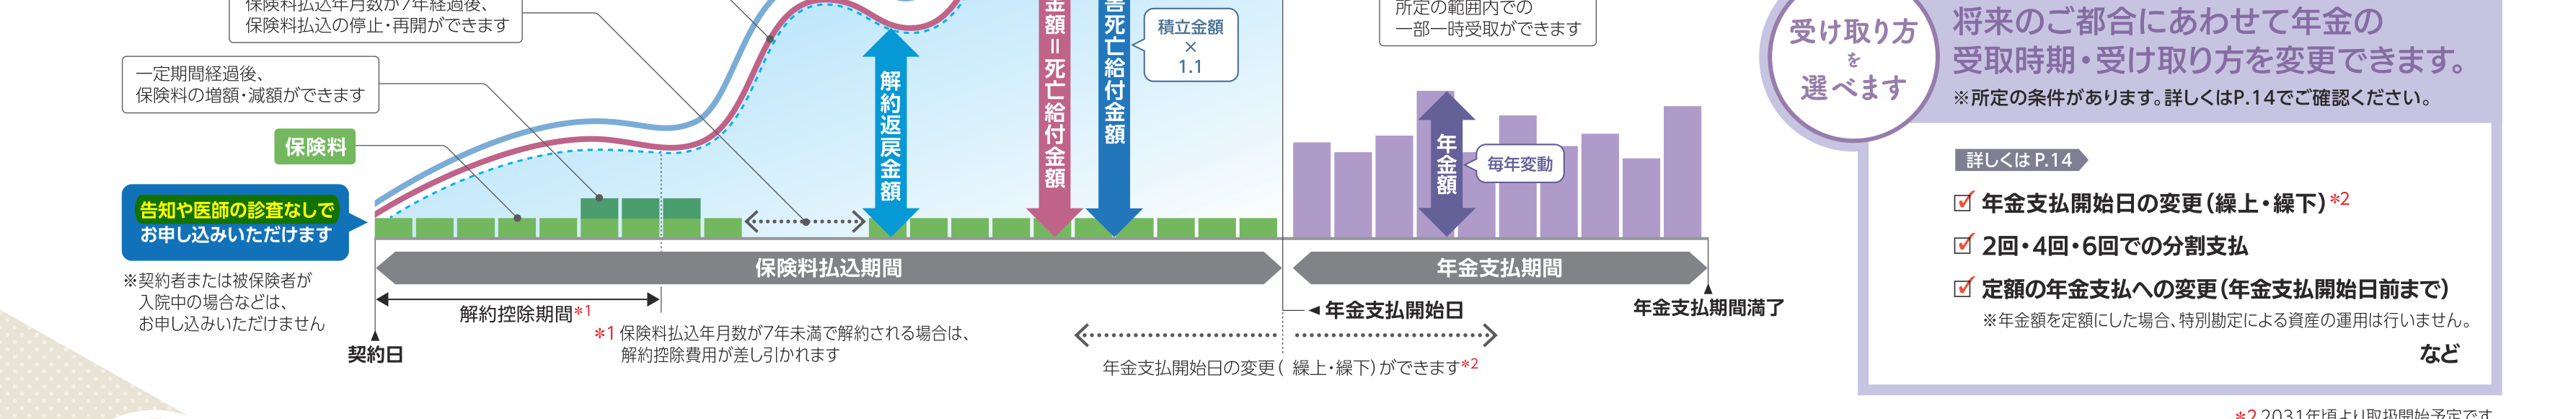 保険料払込年月数が7年経過後、
保険料払込の停止・再開ができます
一定期間経過後、
保険料の増額・減額ができます
保険料
告知や医師の診査なしで
お申し込みいただけます
※契約者または被保険者が
入院中の場合などは、
お申し込みいただけません
解約返戻金額
金額＝死亡給付金額
害死亡給付金額
積立金額
×
1.1
所定の範囲内での
一部一時受取ができます
年金額
毎年変動
保険料払込期間
年金支払期間
解約控除期間*1
契約日
*1 保険料払込年月数が7年未満で解約される場合は、
解約控除費用が差し引かれます
◀年金支払開始日
年金支払期間満了
年金支払開始日の変更( 繰上・繰下)ができます*2
受け取り方
を
選べます
将来のご都合にあわせて年金の
受取時期・受け取り方を変更できます。
※所定の条件があります。詳しくはP.14でご確認ください。
詳しくは P.14
年金支払開始日の変更(繰上・繰下)*2
2回・4回・6回での分割支払
定額の年金支払への変更(年金支払開始日前まで)
※年金額を定額にした場合、特別勘定による資産の運用は行いません。
など
*2 2031年頃より取扱開始予定です